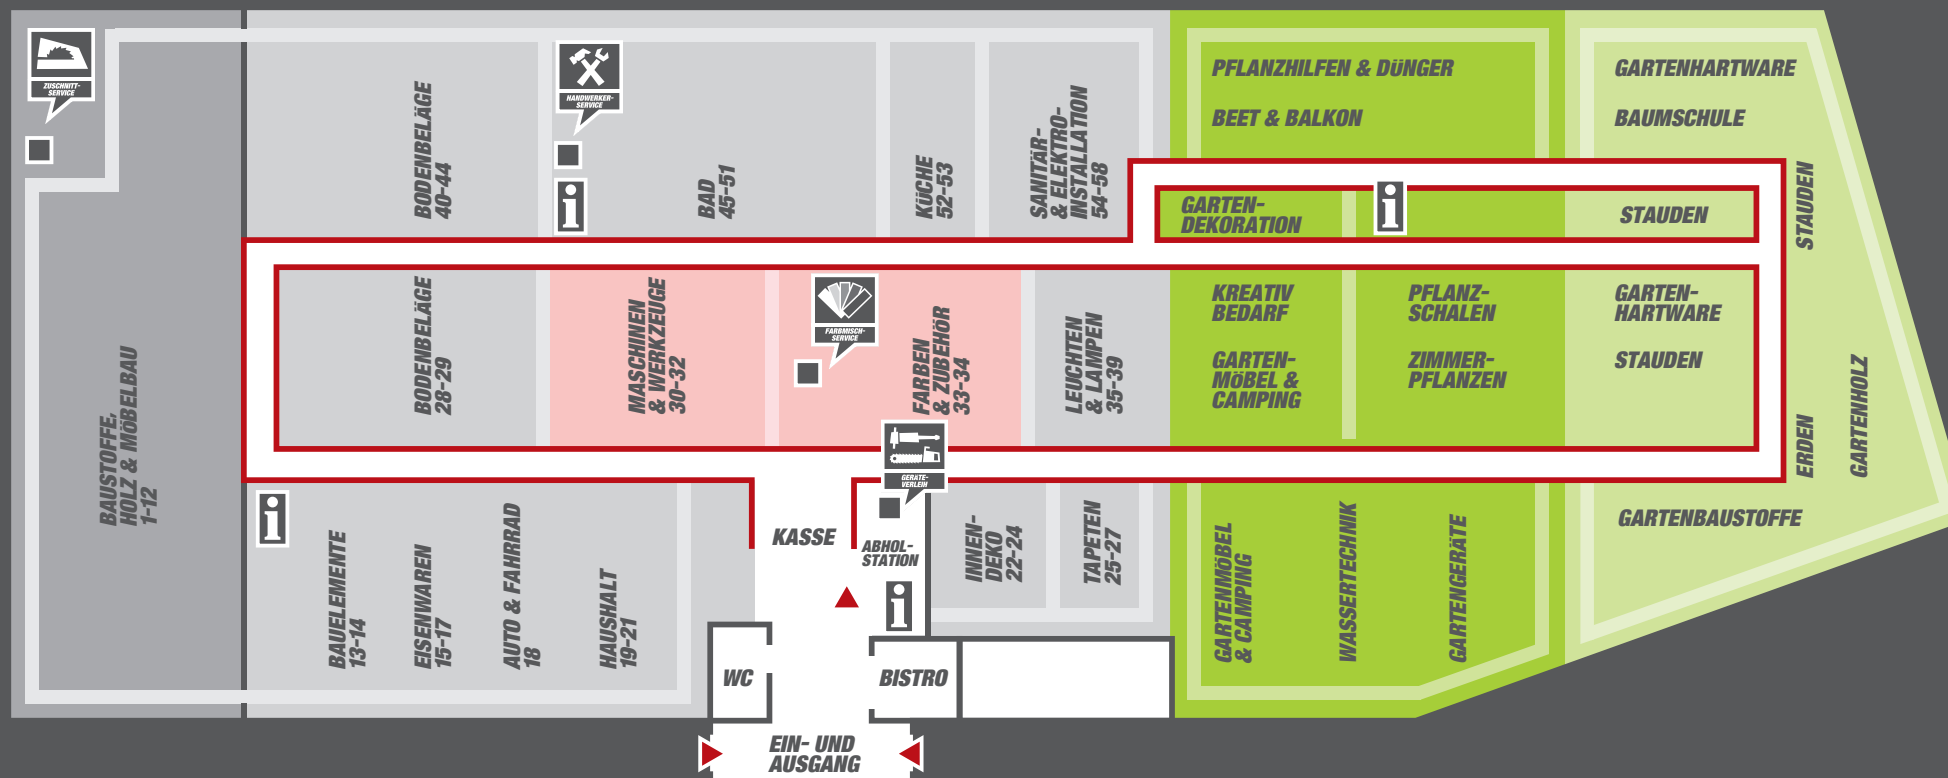 ZUSCHNITT-
SERVICE
BODENBELÄGE
40-44
HANDWERKER-
SERVICE
i
BAD
45-51
KÜCHE
52-53
SANITÄR-
& ELEKTRO-
INSTALLATION
54-58
PFLANZHILFEN & DÜNGER
BEET & BALKON
GARTENHARTWARE
BAUMSCHULE
GARTEN-
DEKORATION
i
STAUDEN
STAUDEN
BAUSTOFFE,
HOLZ & MÖBELBAU
1-12
BODENBELÄGE
28-29
MASCHINEN
& WERKZEUGE
30-32
FARBMISCH-
SERVICE
FARBEN
& ZUBEHÖR
33-34
LEUCHTEN
& LAMPEN
35-39
KREATIV
BEDARF
GARTEN-
MÖBEL &
CAMPING
PFLANZ-
SCHALEN
ZIMMER-
PFLANZEN
GARTEN-
HARTWARE
STAUDEN
ERDEN
GARTENHOLZ
i
BAUELEMENTE
13-14
EISENWAREN
15-17
AUTO & FAHRRAD
18
HAUSHALT
19-21
KASSE
GERÄTE-
VERLEIH
ABHOL-
STATION
i
INNEN-
DEKO
22-24
TAPETEN
25-27
GARTENMÖBEL
& CAMPING
WASSERTECHNIK
GARTENGERÄTE
GARTENBAUSTOFFE
WC
BISTRO
EIN- UND
AUSGANG